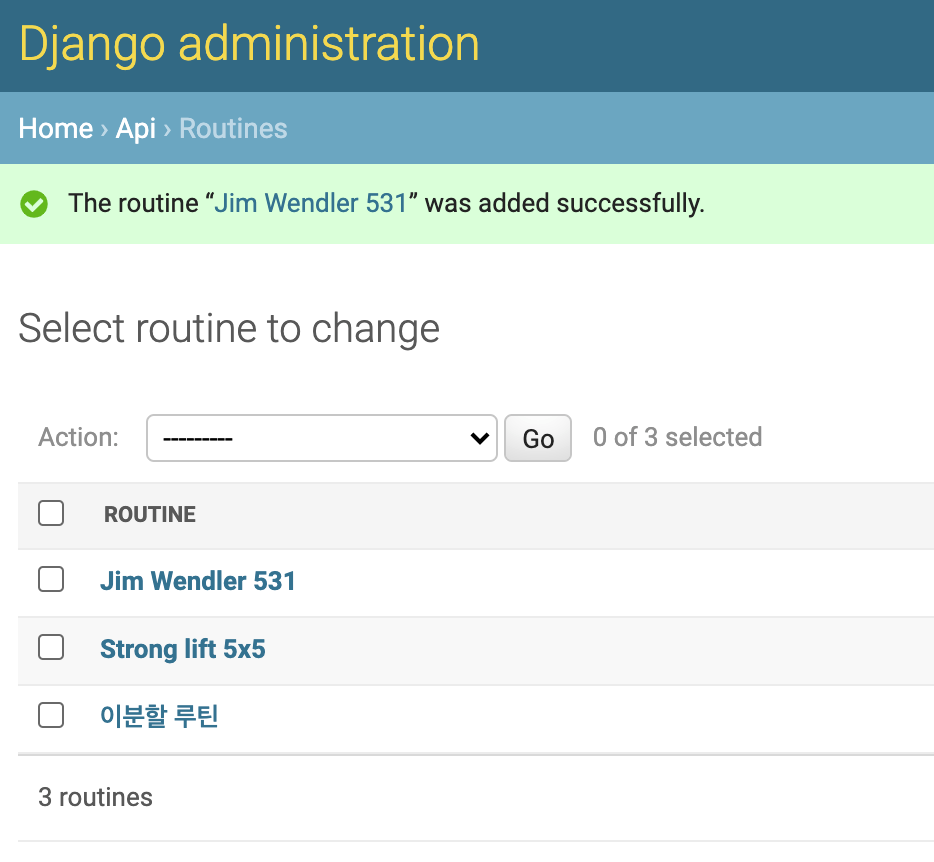 Django administration
Home › Api › Routines
The routine “Jim Wendler 531” was added successfully.
Select routine to change
Action: --------- Go 0 of 3 selected
ROUTINE
Jim Wendler 531
Strong lift 5x5
이분할 루틴
3 routines